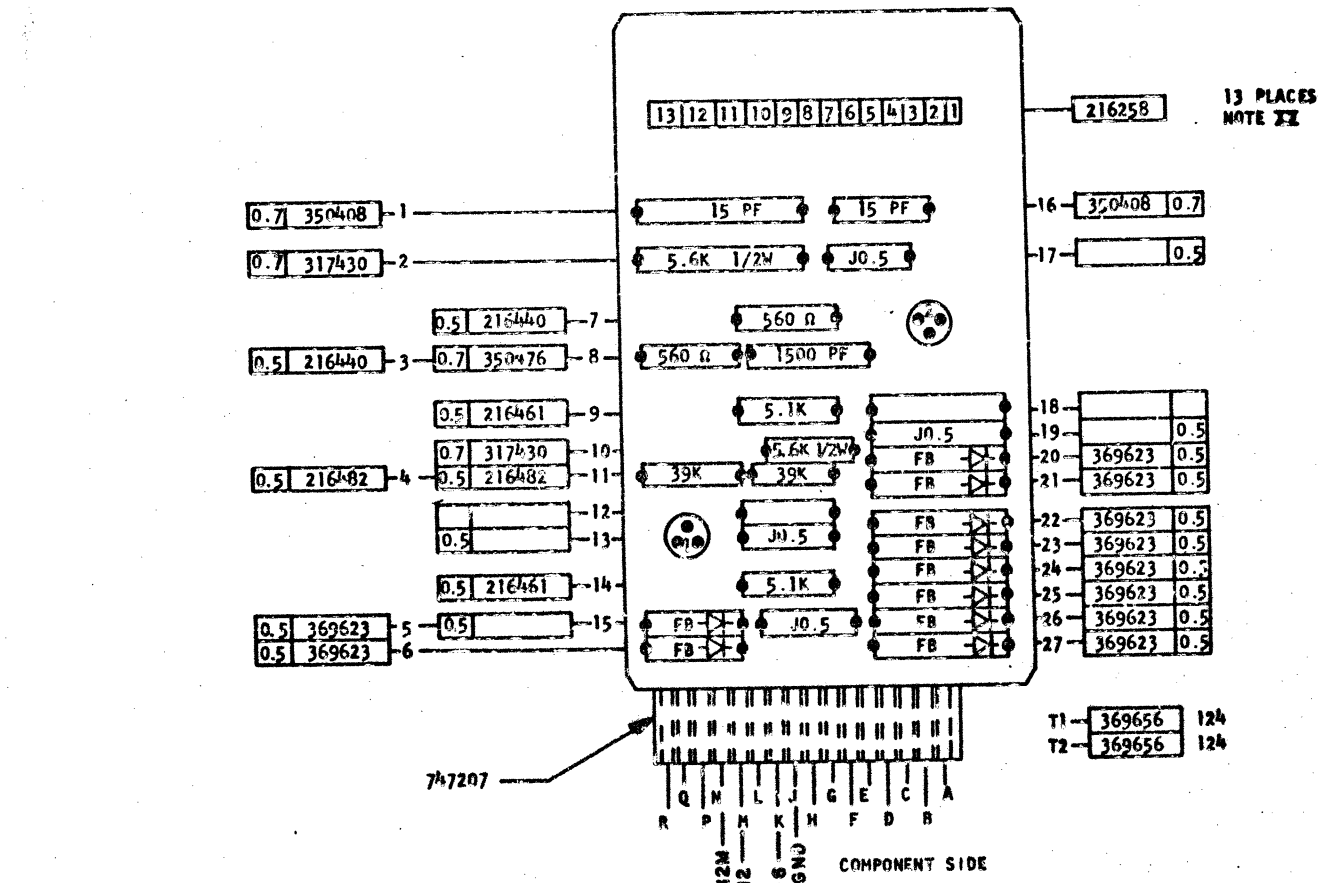 13 12 11 10 9 8 7 6 5 4 3 2 1
216258
13 PLACES
NOTE II
0.7 350408 1
15 PF
15 PF
16 350408 0.7
0.7 317430 2
5.6K 1/2W
J0.5
17 0.5
0.5 216440 7
560 Ω
2
0.5 216440 3
0.7 350476 8
560 Ω
1500 PF
0.5 216461 9
5.1K
18
J0.5
19 0.5
0.7 317430 10
5.6K 1/2W
FB
20 369623 0.5
0.5 216482 4
0.5 216482 11
39K
39K
FB
21 369623 0.5
12
FB
22 369623 0.5
0.5 13
1
J0.5
FB
23 369623 0.5
FB
24 369623
0.5 216461 14
5.1K
FB
25 369623 0.5
0.5 369623 5
0.5 15
FB
J0.5
FB
26 369623 0.5
0.5 369623 6
FB
FB
27 369623 0.5
T1 369656 124
T2 369656 124
747207
Q N L J G E C A
R P M K H F D B
12M 12 6 GND
COMPONENT SIDE